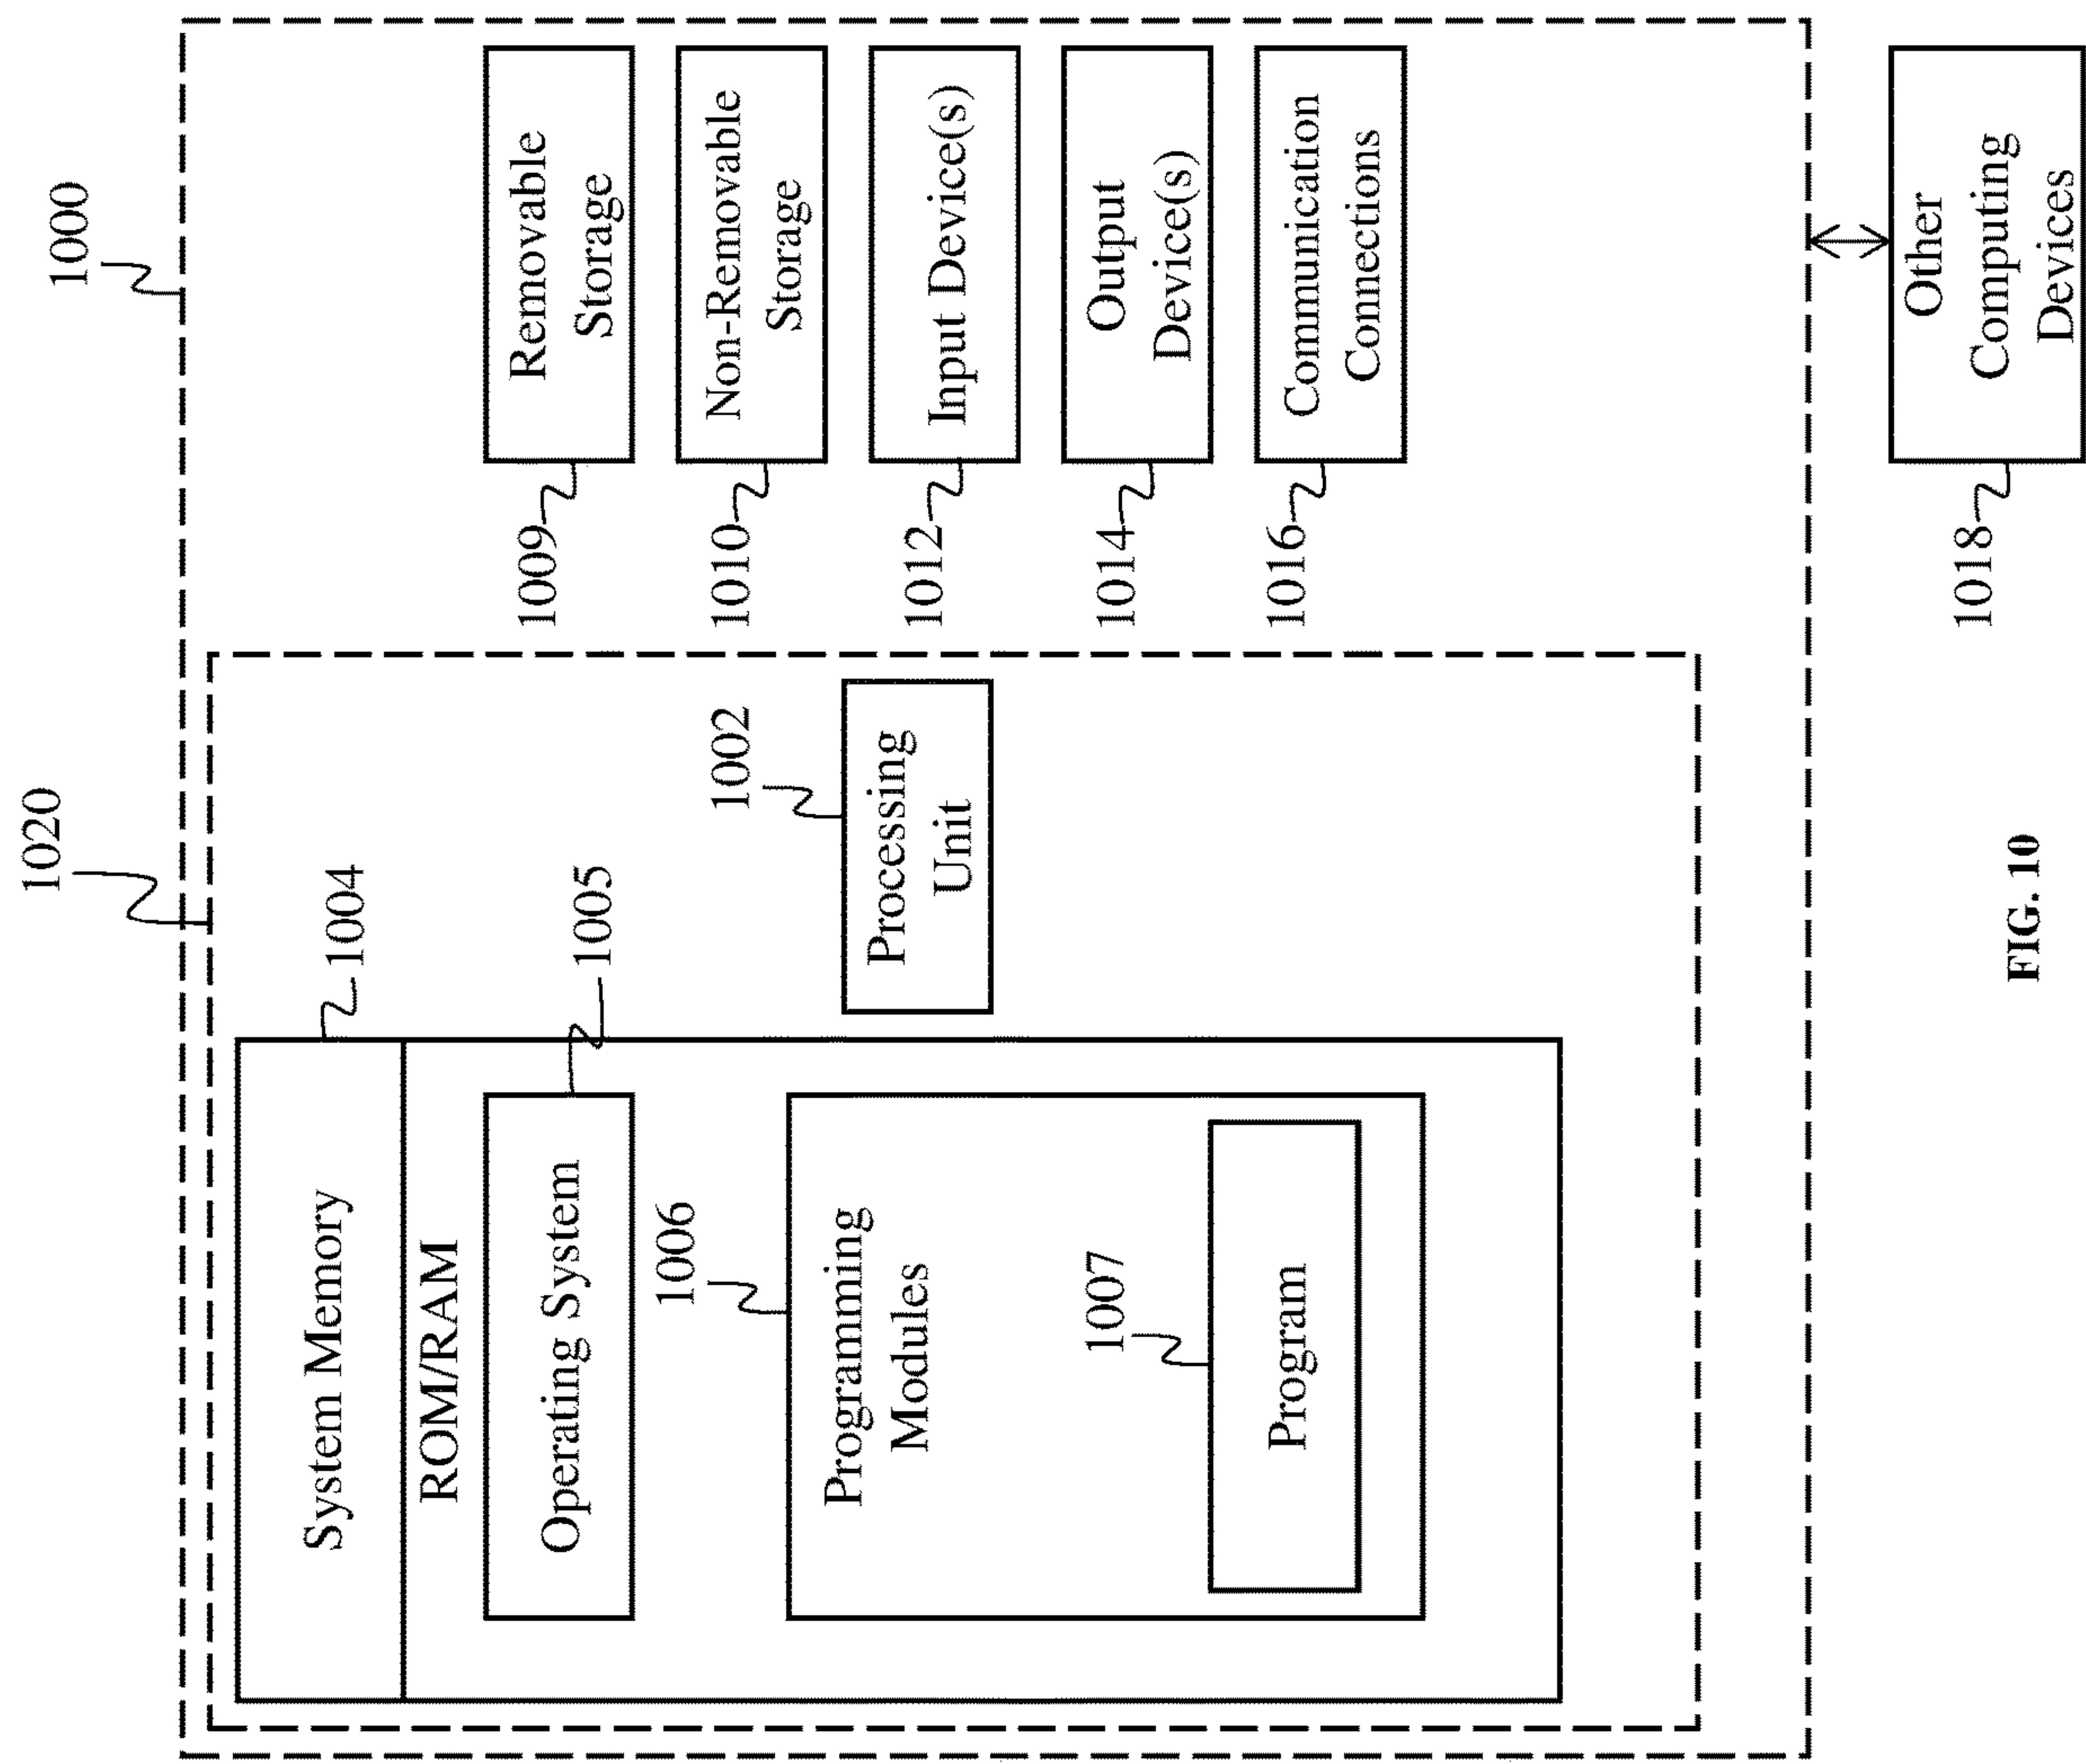 1000
1020
System Memory
1004
ROM/RAM
Operating System
1005
1006
Programming
Modules
1007
Program
1002
Processing
Unit
1009
Removable
Storage
1010
Non-Removable
Storage
1012
Input Device(s)
1014
Output
Device(s)
1016
Communication
Connections
1018
Other
Computing
Devices
FIG. 10